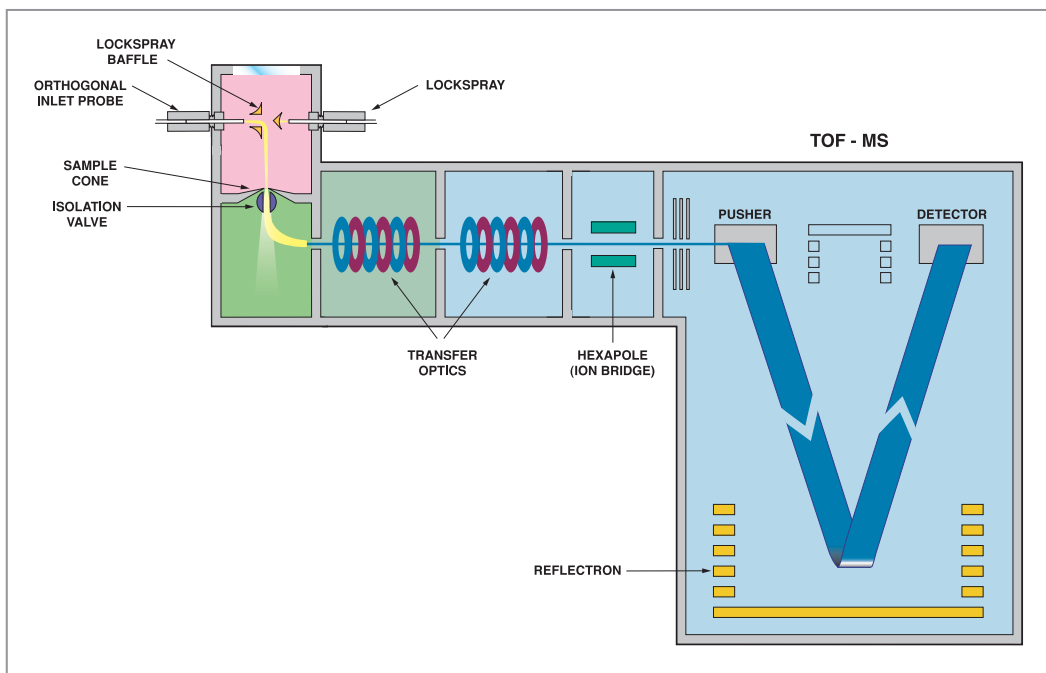 LOCKSPRAY
BAFFLE
ORTHOGONAL
INLET PROBE
LOCKSPRAY
TOF - MS
SAMPLE
CONE
ISOLATION
VALVE
PUSHER
DETECTOR
TRANSFER
OPTICS
HEXAPOLE
(ION BRIDGE)
REFLECTRON